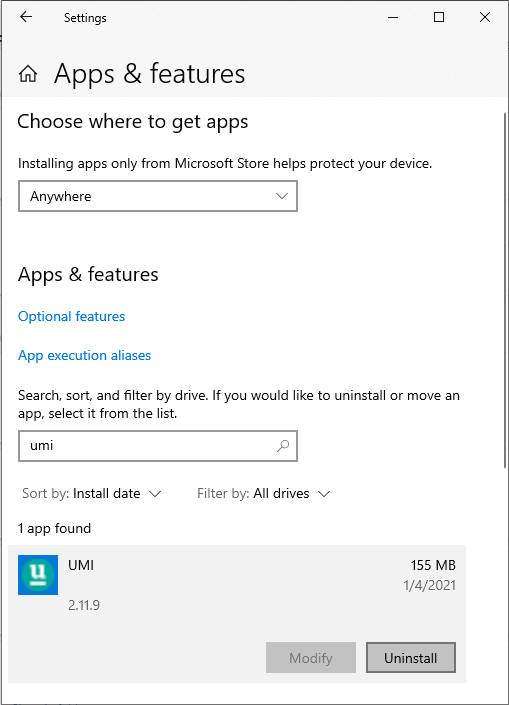 Settings
Apps & features
Choose where to get apps
Installing apps only from Microsoft Store helps protect your device.
Anywhere
Apps & features
Optional features
App execution aliases
Search, sort, and filter by drive. If you would like to uninstall or move an
app, select it from the list.
umi
Sort by: Install date Filter by: All drives
1 app found
u
UMI 155 MB
1/4/2021
2.11.9
Modify Uninstall